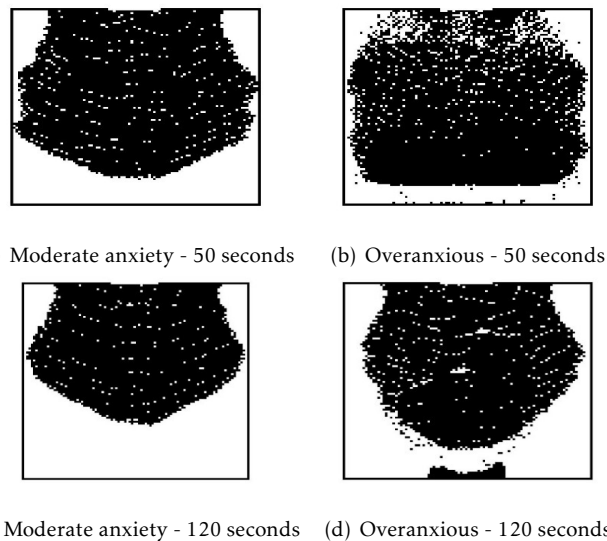 Moderate anxiety - 50 seconds (b) Overanxious - 50 seconds
Moderate anxiety - 120 seconds (d) Overanxious - 120 seconds